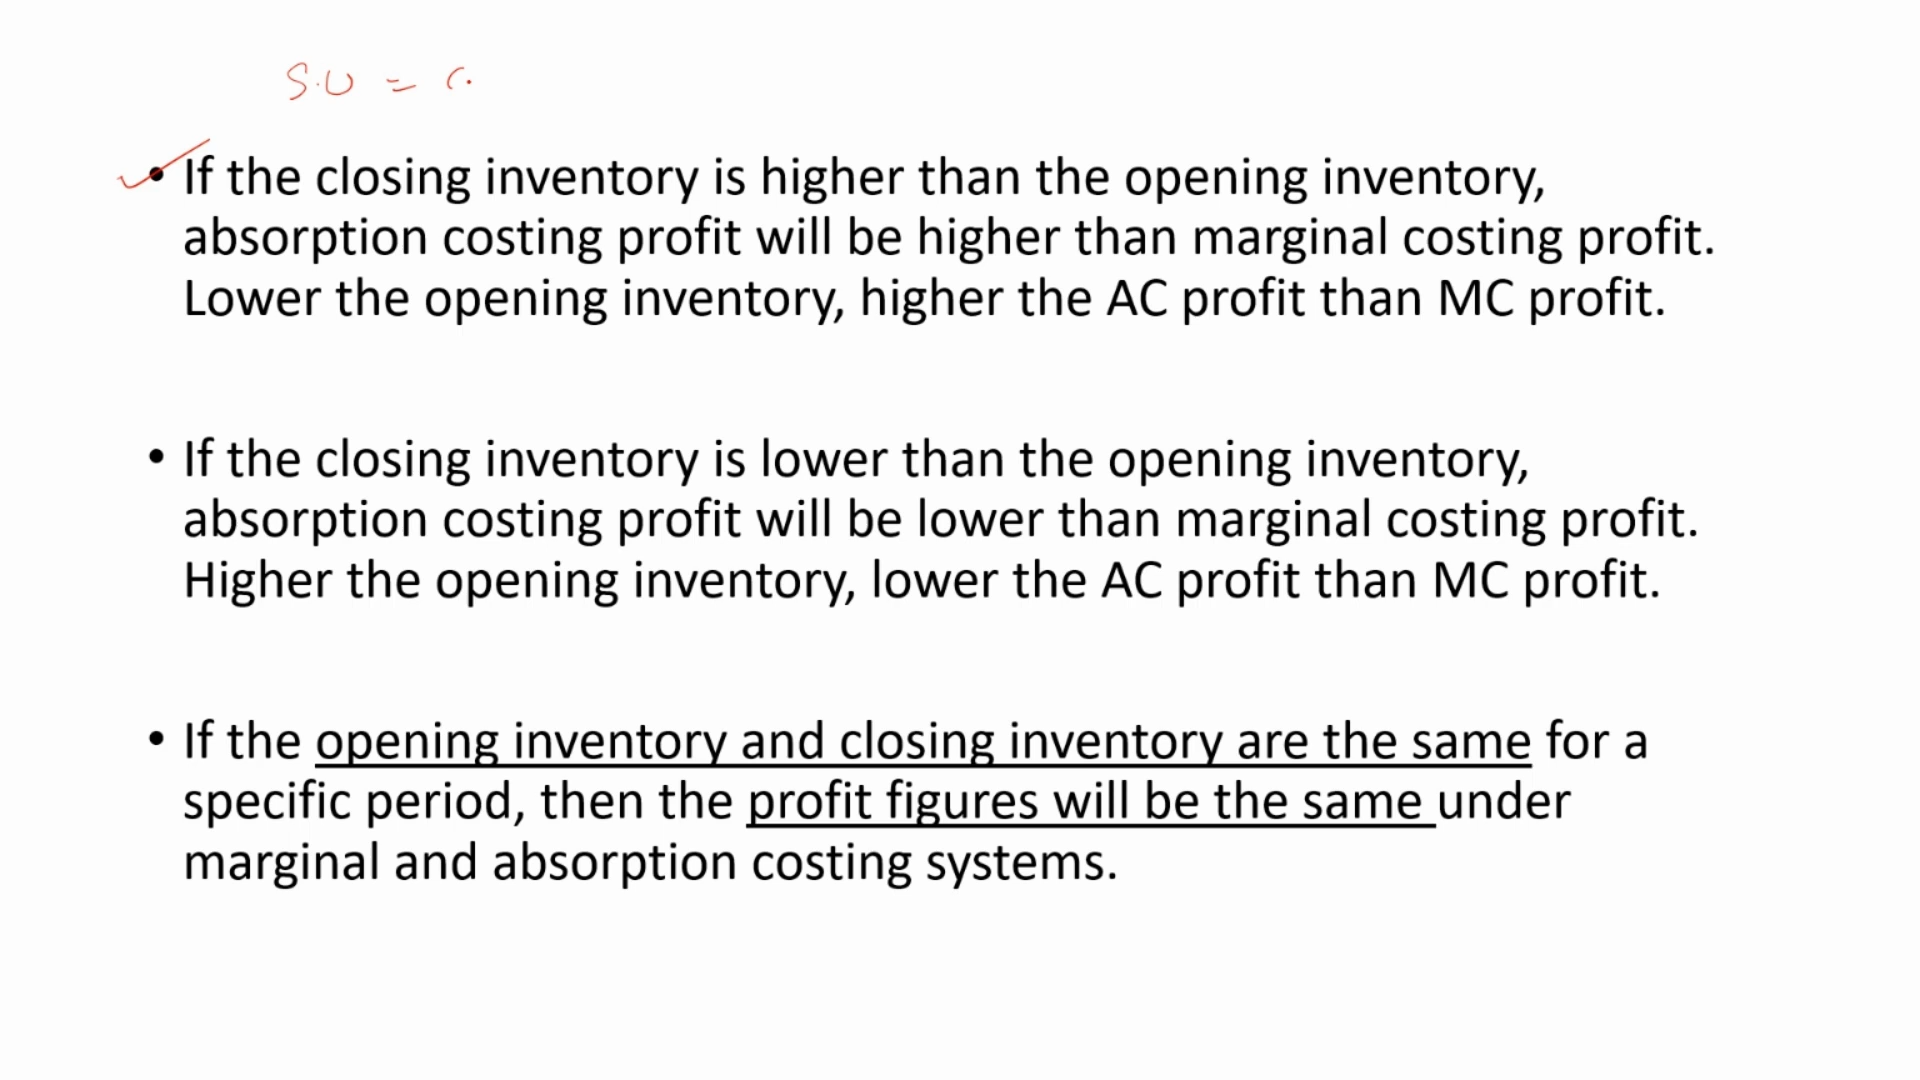 S.U = 
• If the closing inventory is higher than the opening inventory,
absorption costing profit will be higher than marginal costing profit.
Lower the opening inventory, higher the AC profit than MC profit.
• If the closing inventory is lower than the opening inventory,
absorption costing profit will be lower than marginal costing profit.
Higher the opening inventory, lower the AC profit than MC profit.
• If the opening inventory and closing inventory are the same for a
specific period, then the profit figures will be the same under
marginal and absorption costing systems.